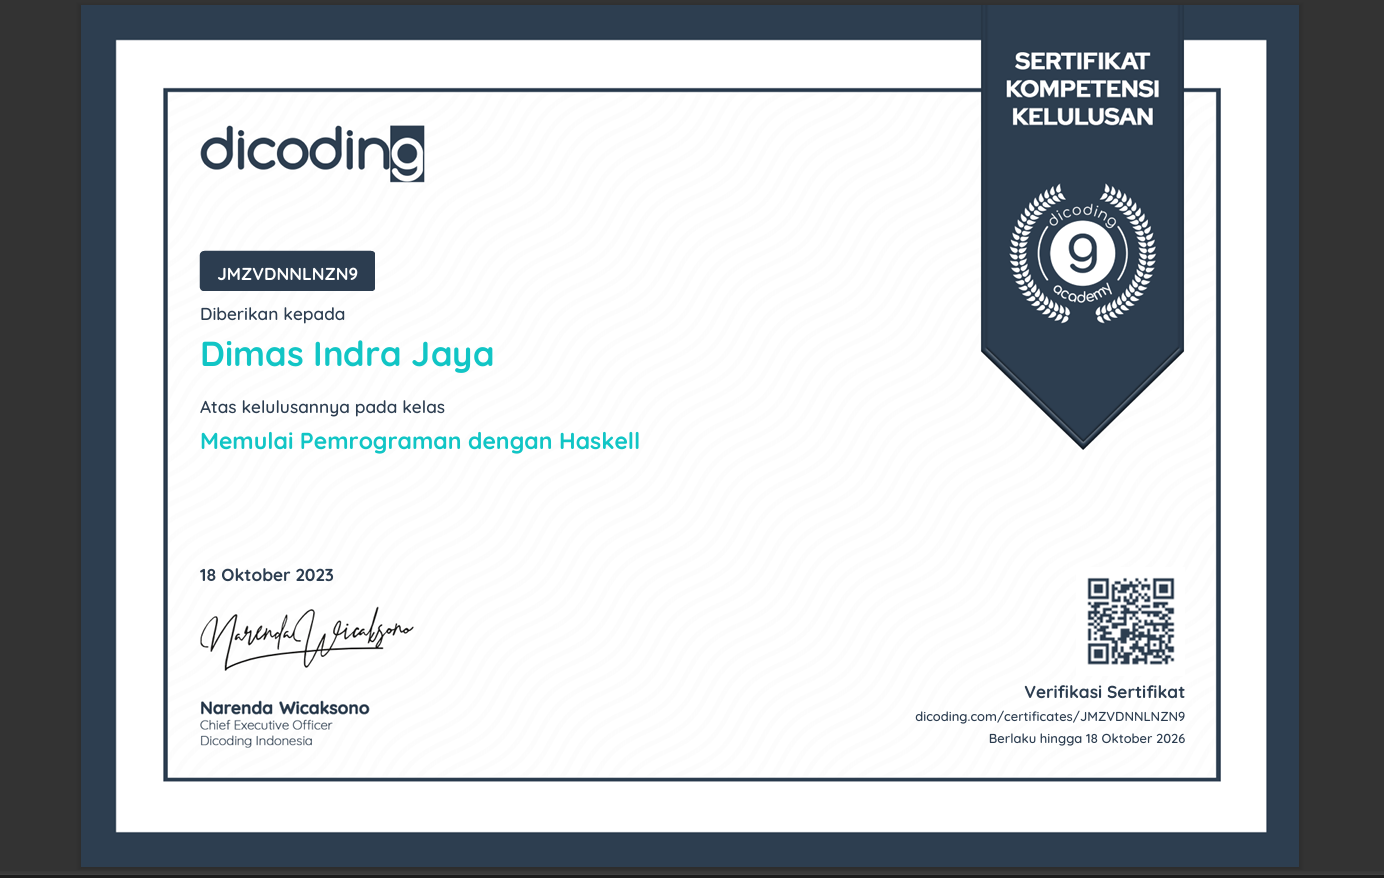 SERTIFIKAT
KOMPETENSI
KELULUSAN
dicoding
dicoding
9
academy
JMZVDNNLNZN9
Diberikan kepada
Dimas Indra Jaya
Atas kelulusannya pada kelas
Memulai Pemrograman dengan Haskell
18 Oktober 2023
Narenda Wicaksono
Narenda Wicaksono
Chief Executive Officer
Dicoding Indonesia
Verifikasi Sertifikat
dicoding.com/certificates/JMZVDNNLNZN9
Berlaku hingga 18 Oktober 2026